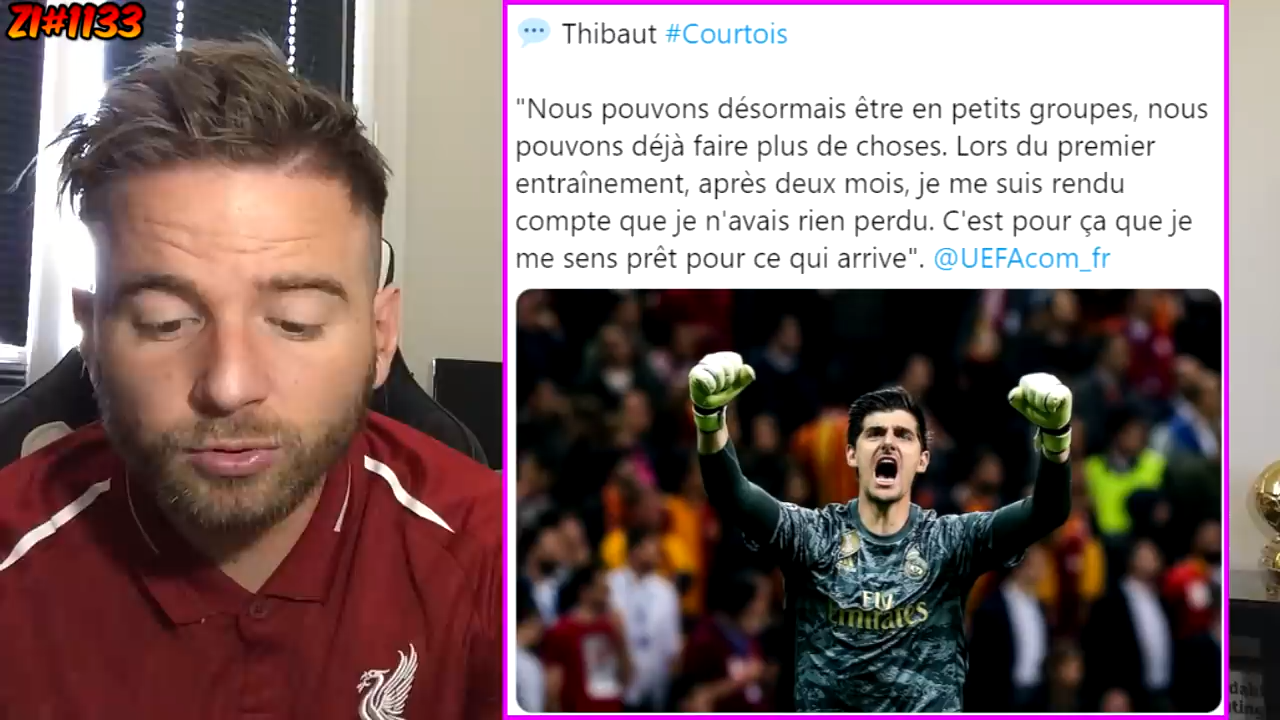 ZI#1133
Thibaut #Courtois
"Nous pouvons désormais être en petits groupes, nous
pouvons déjà faire plus de choses. Lors du premier
entraînement, après deux mois, je me suis rendu
compte que je n'avais rien perdu. C'est pour ça que je
me sens prêt pour ce qui arrive". @UEFAcom_fr
Fly
Emirates